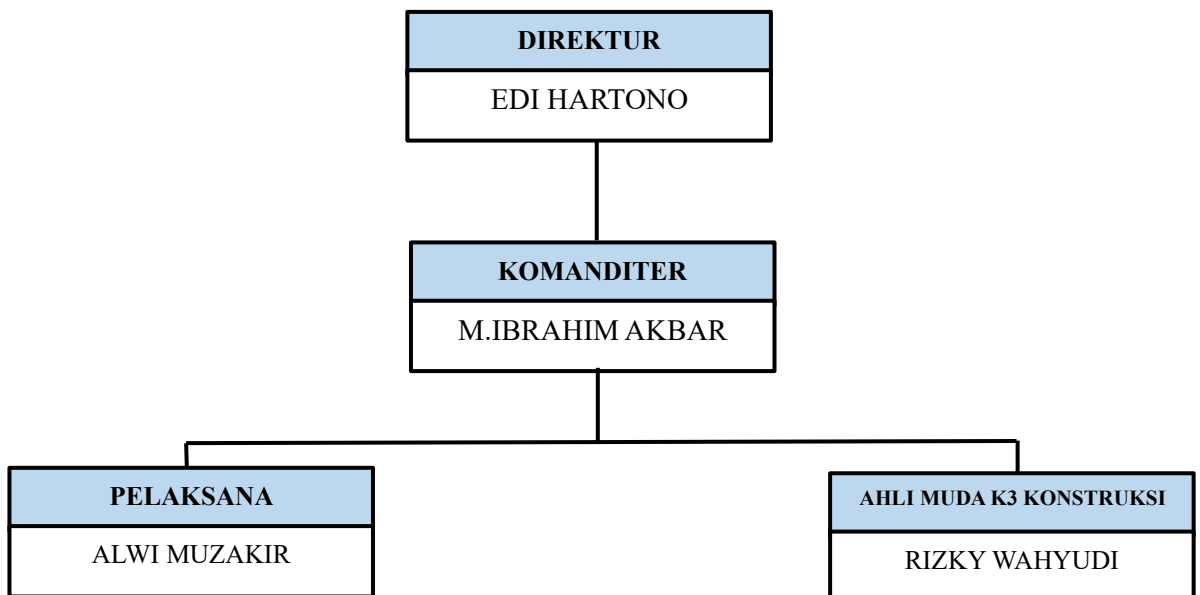 DIREKTUR
EDI HARTONO
KOMANDITER
M.IBRAHIM AKBAR
PELAKSANA
ALWI MUZAKIR
AHLI MUDA K3 KONSTRUKSI
RIZKY WAHYUDI